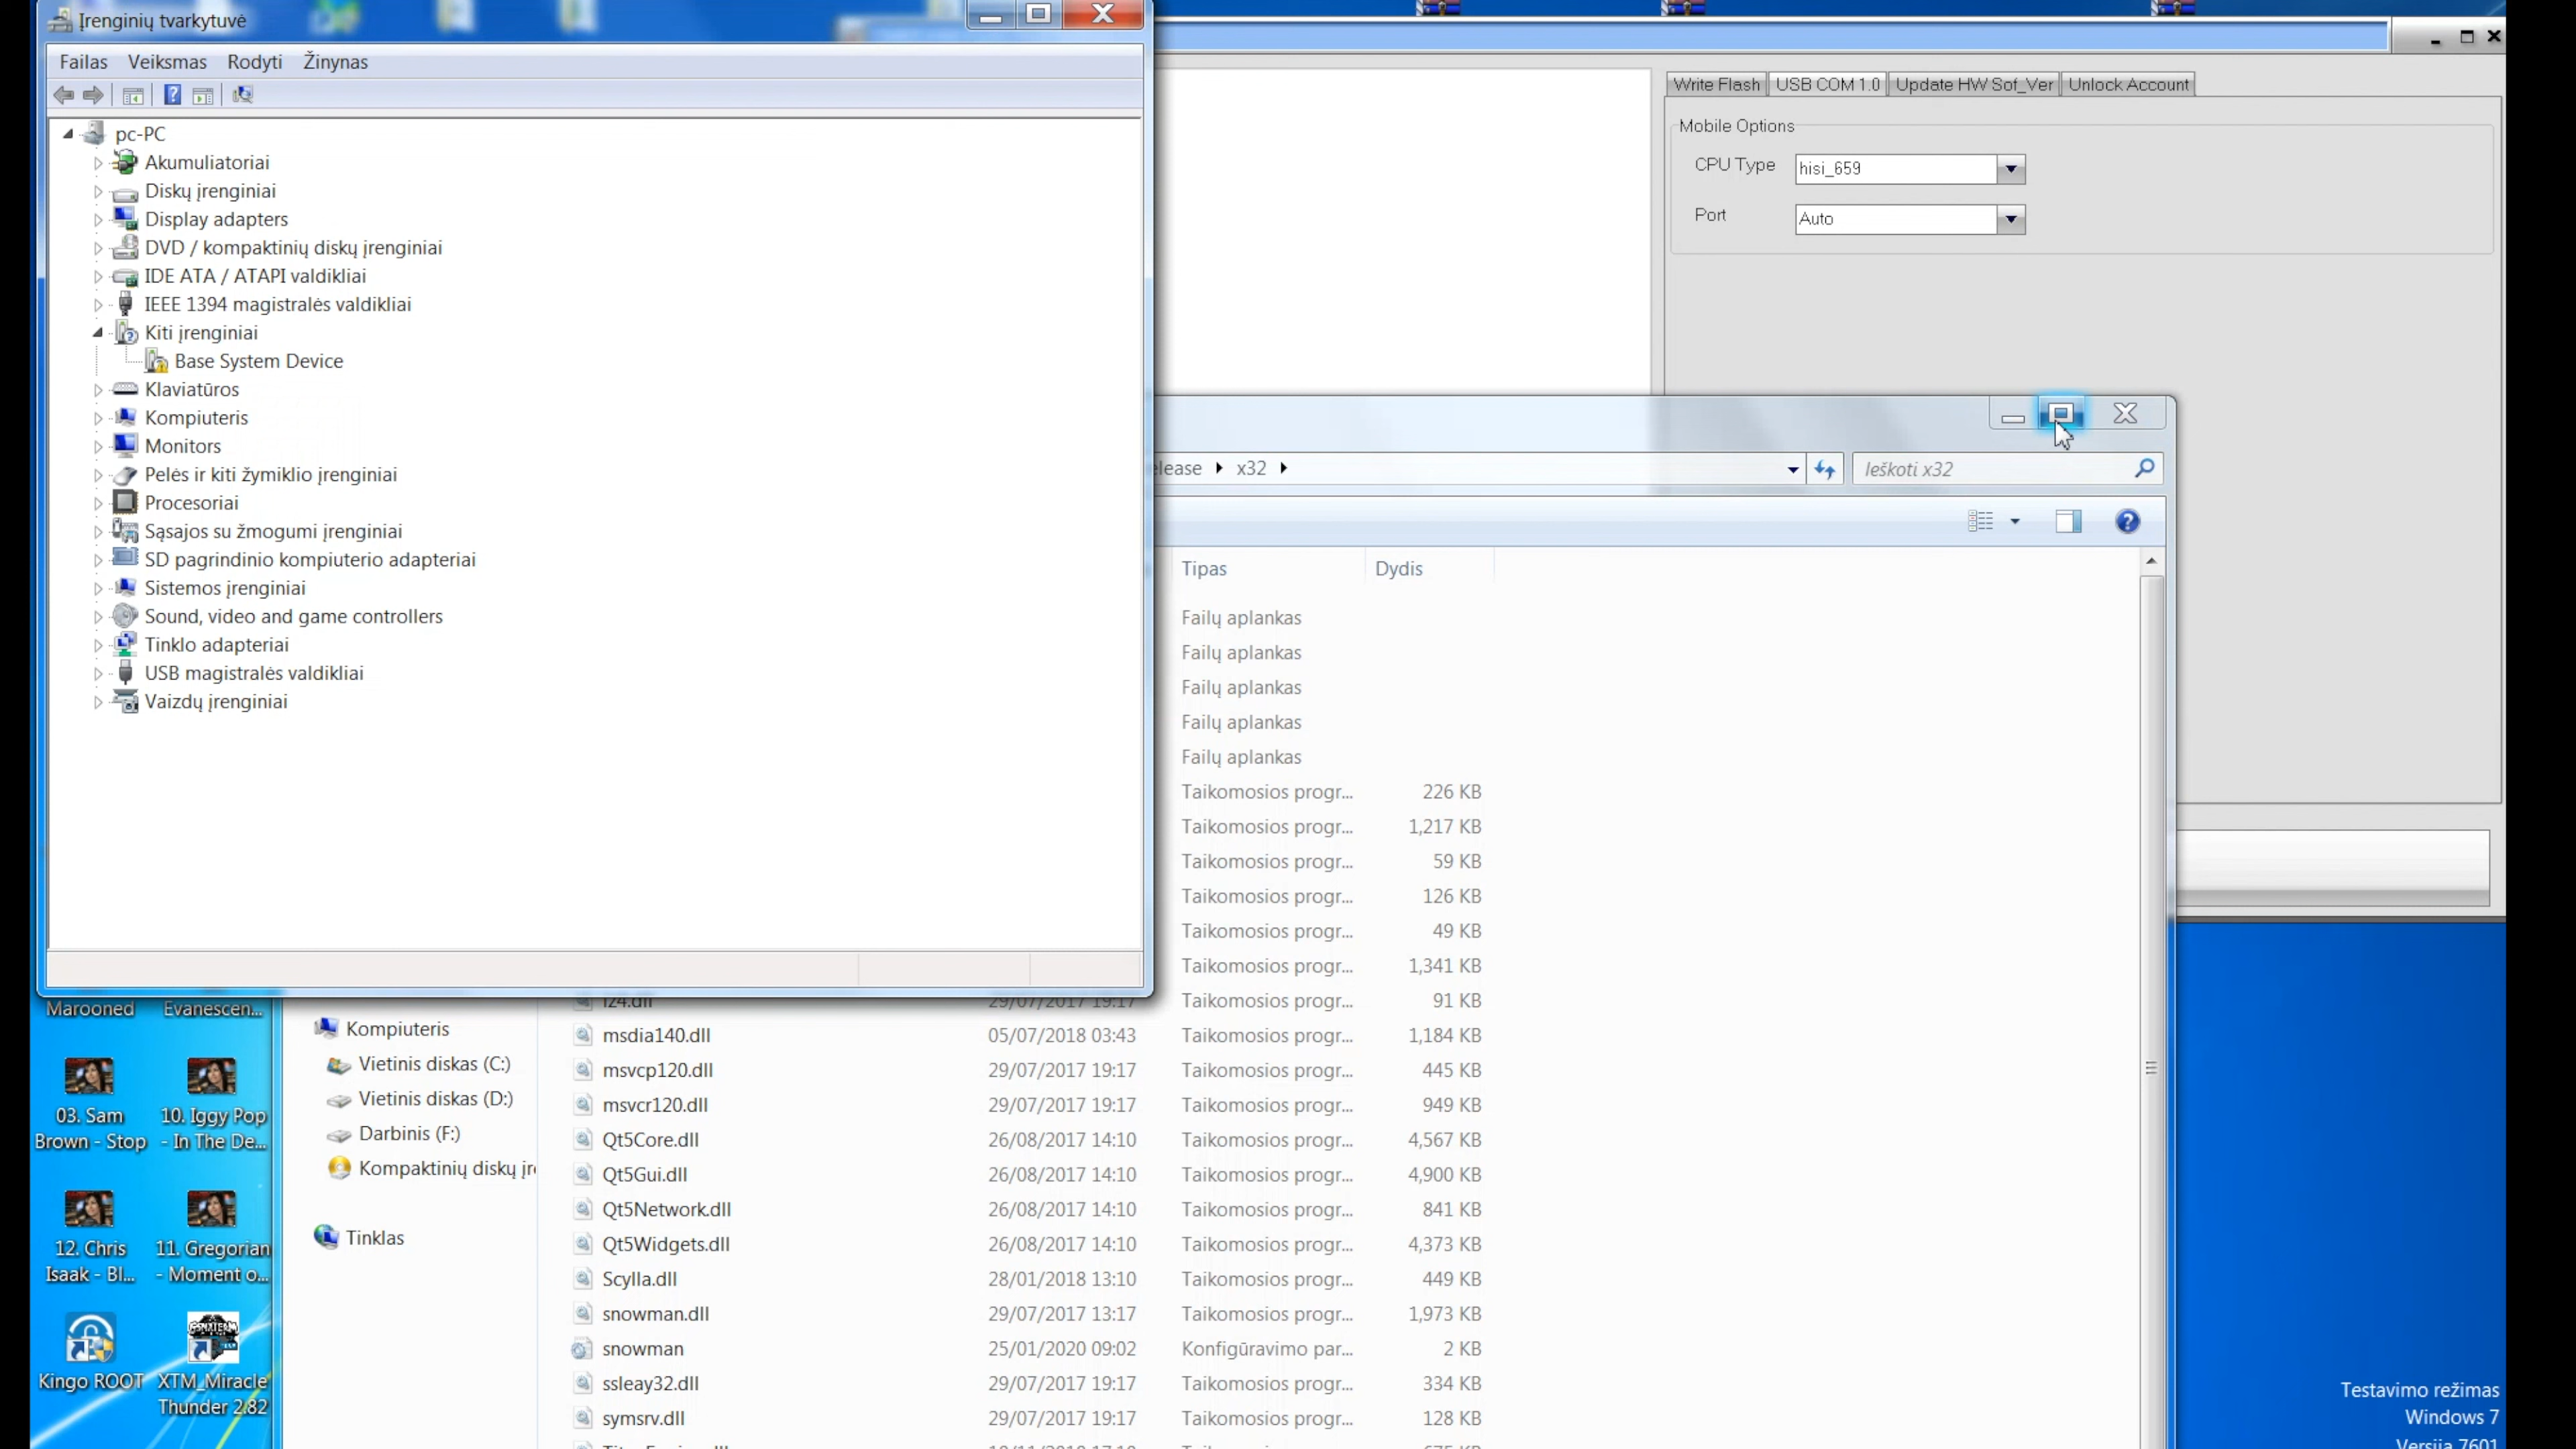 Įrenginių tvarkytuvė
Failas Veiksmas Rodyti Žinynas
pc-PC
Akumuliatoriai
Diskų įrenginiai
Display adapters
DVD / kompaktinių diskų įrenginiai
IDE ATA / ATAPI valdikliai
IEEE 1394 magistralės valdikliai
Kiti įrenginiai
Base System Device
Klaviatūros
Kompiuteris
Monitors
Pelės ir kiti žymiklio įrenginiai
Procesoriai
Sąsajos su žmogumi įrenginiai
SD pagrindinio kompiuterio adapteriai
Sistemos įrenginiai
Sound, video and game controllers
Tinklo adapteriai
USB magistralės valdikliai
Vaizdų įrenginiai
Write Flash USB COM 1.0 Update HW Sof_Ver Unlock Account
Mobile Options
CPU Type hisi_659
Port Auto
elease x32 Ieškoti x32
Tipas Dydis
Failų aplankas
Failų aplankas
Failų aplankas
Failų aplankas
Failų aplankas
Taikomosios progr... 226 KB
Taikomosios progr... 1,217 KB
Taikomosios progr... 59 KB
Taikomosios progr... 126 KB
Taikomosios progr... 49 KB
Taikomosios progr... 1,341 KB
lz4.dll 29/07/2017 19:17 Taikomosios progr... 91 KB
msdia140.dll 05/07/2018 03:43 Taikomosios progr... 1,184 KB
msvcp120.dll 29/07/2017 19:17 Taikomosios progr... 445 KB
msvcr120.dll 29/07/2017 19:17 Taikomosios progr... 949 KB
Qt5Core.dll 26/08/2017 14:10 Taikomosios progr... 4,567 KB
Qt5Gui.dll 26/08/2017 14:10 Taikomosios progr... 4,900 KB
Qt5Network.dll 26/08/2017 14:10 Taikomosios progr... 841 KB
Qt5Widgets.dll 26/08/2017 14:10 Taikomosios progr... 4,373 KB
Scylla.dll 28/01/2018 13:10 Taikomosios progr... 449 KB
snowman.dll 29/07/2017 13:17 Taikomosios progr... 1,973 KB
snowman 25/01/2020 09:02 Konfigūravimo par... 2 KB
ssleay32.dll 29/07/2017 19:17 Taikomosios progr... 334 KB
symsrv.dll 29/07/2017 19:17 Taikomosios progr... 128 KB
Kompiuteris
Vietinis diskas (C:)
Vietinis diskas (D:)
Darbinis (F:)
Kompaktinių diskų įr
Tinklas
Marooned Evanescen...
03. Sam
Brown - Stop
10. Iggy Pop
- In The De...
12. Chris
Isaak - Bl...
11. Gregorian
- Moment o...
Kingo ROOT
XTM_Miracle
Thunder 2.82
Testavimo režimas
Windows 7
Versija 7601